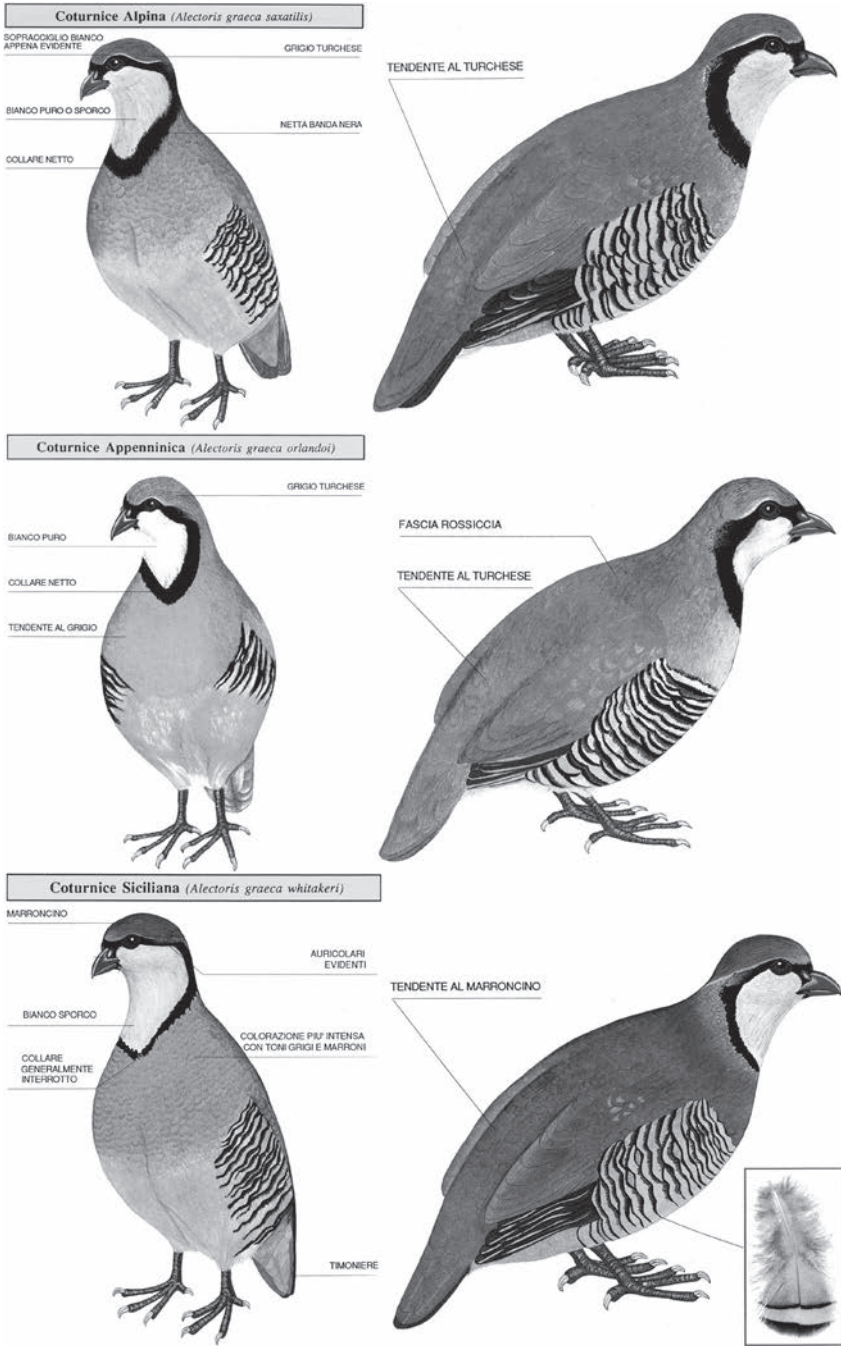 Coturnice Alpina (Alectoris graeca saxatilis)
SOPRACCIGLIO BIANCO
APPENA EVIDENTE
GRIGIO TURCHESE
BIANCO PURO O SPORCO
NETTA BANDA NERA
COLLARE NETTO
TENDENTE AL TURCHESE
Coturnice Appenninica (Alectoris graeca orlandoi)
GRIGIO TURCHESE
BIANCO PURO
COLLARE NETTO
TENDENTE AL GRIGIO
FASCIA ROSSICCIA
TENDENTE AL TURCHESE
Coturnice Siciliana (Alectoris graeca whitakeri)
MARRONCINO
AURICOLARI
EVIDENTI
BIANCO SPORCO
COLORAZIONE PIU' INTENSA
CON TONI GRIGI E MARRONI
COLLARE
GENERALMENTE
INTERROTTO
TIMONIERE
TENDENTE AL MARRONCINO